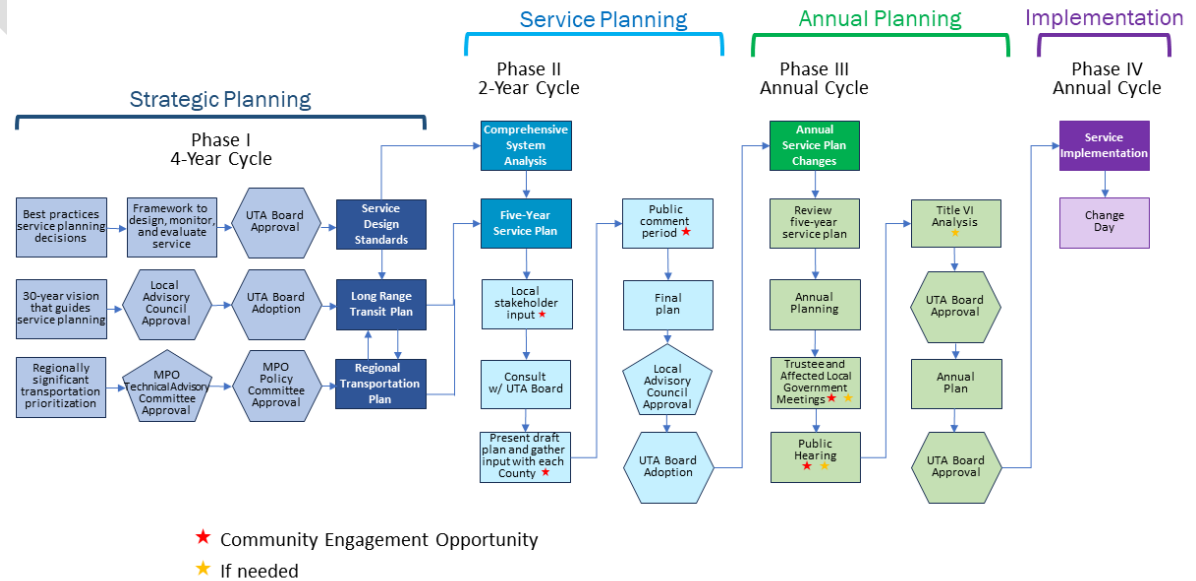 Service Planning
Annual Planning
Implementation
Strategic Planning
Phase I
4-Year Cycle
Phase II
2-Year Cycle
Phase III
Annual Cycle
Phase IV
Annual Cycle
Best practices
service planning
decisions
Framework to
design, monitor,
and evaluate
service
UTA Board
Approval
Service
Design
Standards
30-year vision
that guides
service planning
Local
Advisory
Council
Approval
UTA Board
Adoption
Long Range
Transit Plan
Regionally
significant
transportation
prioritization
MPO
Technical Advisory
Committee
Approval
MPO
Policy
Committee
Approval
Regional
Transportation
Plan
Comprehensive
System
Analysis
Five-Year
Service Plan
Local
stakeholder
input
Consult
w/ UTA Board
Present draft
plan and gather
input with each
County
Public
comment
period
Final
plan
Local
Advisory
Council
Approval
UTA Board
Adoption
Annual
Service Plan
Changes
Review
five-year
service plan
Annual
Planning
Trustee and
Affected Local
Government
Meetings
Public
Hearing
Title VI
Analysis
UTA Board
Approval
Annual
Plan
UTA Board
Approval
Service
Implementation
Change
Day
Community Engagement Opportunity
If needed